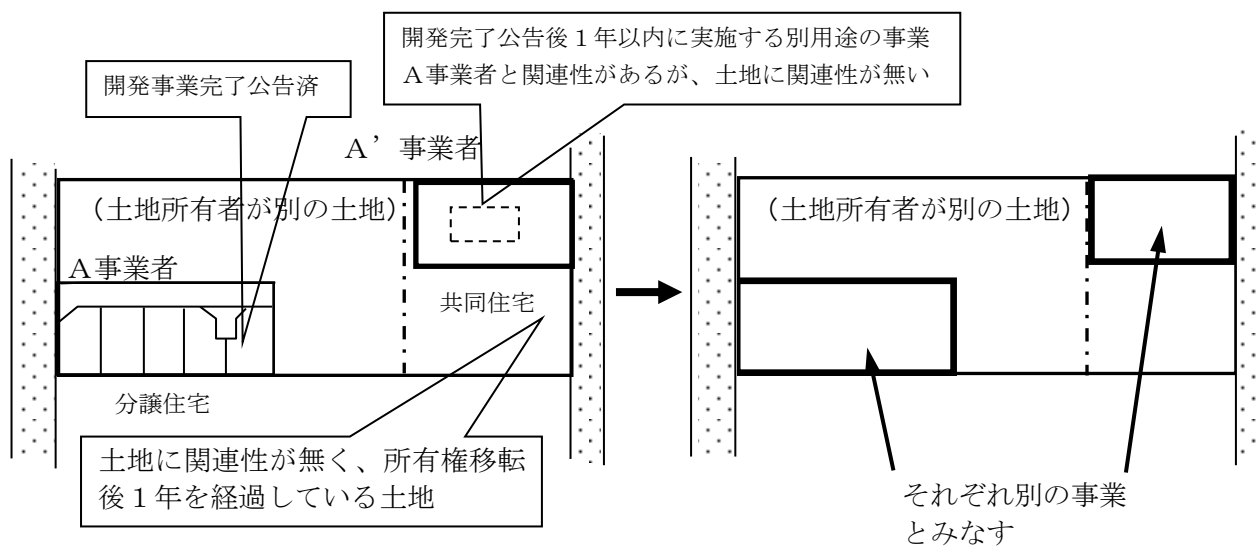 開発完了公告後１年以内に実施する別用途の事業
Ａ事業者と関連性があるが、土地に関連性が無い
開発事業完了公告済
Ａ’事業者
（土地所有者が別の土地）
（土地所有者が別の土地）
Ａ事業者
共同住宅
分譲住宅
土地に関連性が無く、所有権移転
後１年を経過している土地
それぞれ別の事業
とみなす